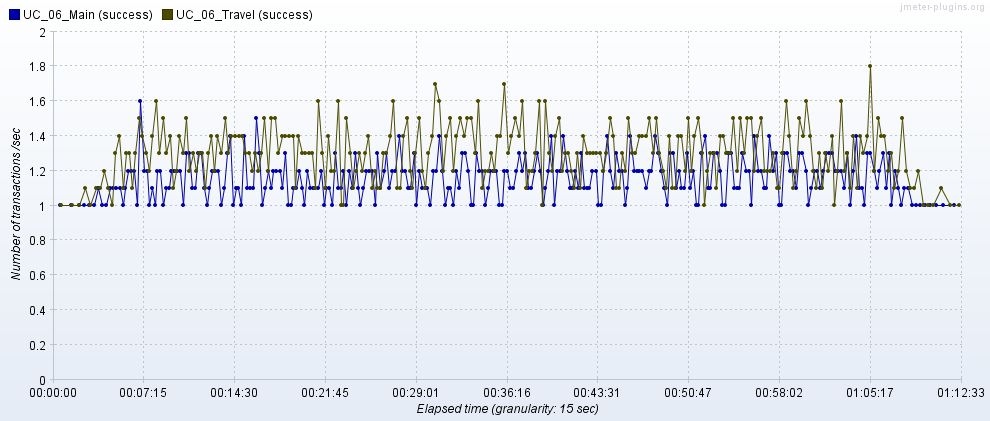 jmeter-plugins.org
UC_06_Main (success) UC_06_Travel (success)
2
1.8
1.6
1.4
1.2
1
0.8
0.6
0.4
0.2
0
Number of transactions /sec
00:00:00 00:07:15 00:14:30 00:21:45 00:29:01 00:36:16 00:43:31 00:50:47 00:58:02 01:05:17 01:12:33
Elapsed time (granularity: 15 sec)